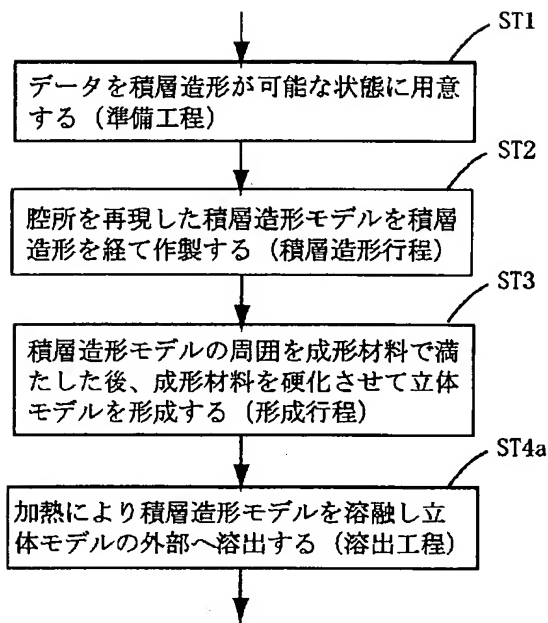 ST1
データを積層造形が可能な状態に用意
する(準備工程)
ST2
腔所を再現した積層造形モデルを積層
造形を経て作製する(積層造形行程)
ST3
積層造形モデルの周囲を成形材料で満
たした後、成形材料を硬化させて立体
モデルを形成する(形成行程)
ST4a
加熱により積層造形モデルを溶融し立
体モデルの外部へ溶出する(溶出工程)